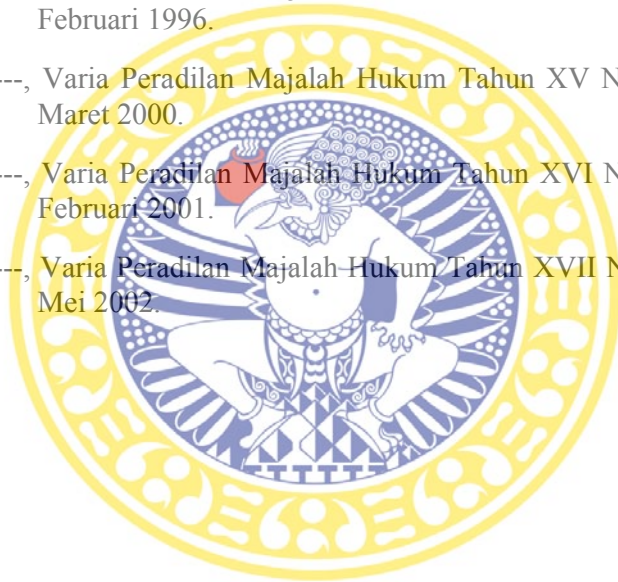 Februari 1996.
---, Varia Peradilan Majalah Hukum Tahun XV N
Maret 2000.
---, Varia Peradilan Majalah Hukum Tahun XVI N
Februari 2001.
---, Varia Peradilan Majalah Hukum Tahun XVII N
Mei 2002.